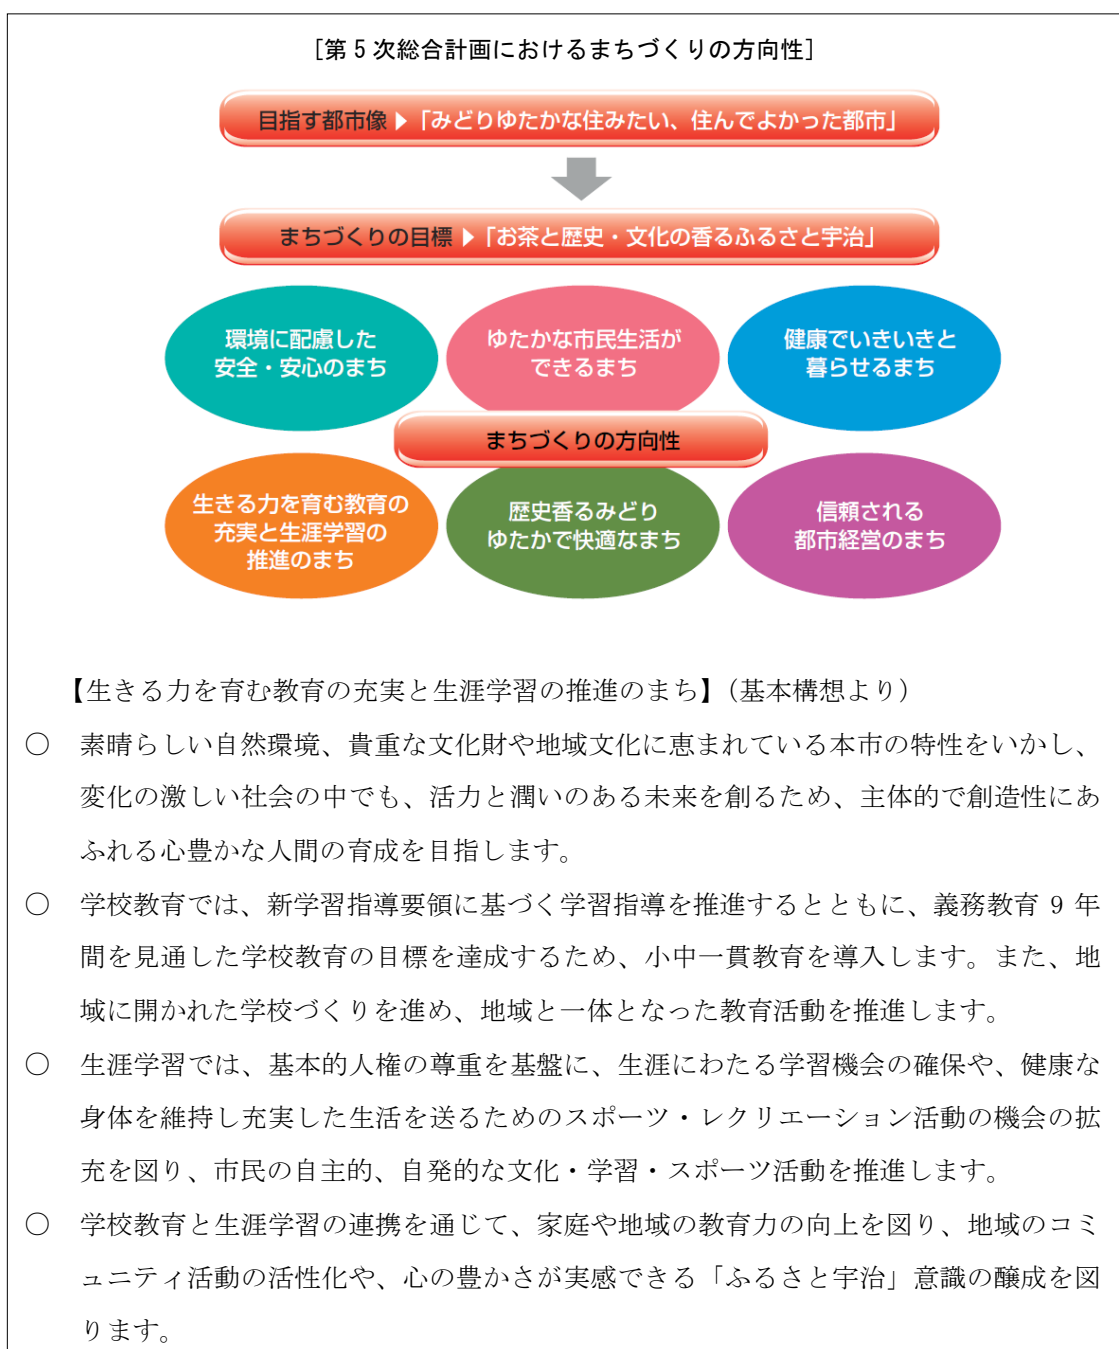 ［第５次総合計画におけるまちづくりの方向性］
目指す都市像▶「みどりゆたかな住みたい、住んでよかった都市」
まちづくりの目標▶「お茶と歴史・文化の香るふるさと宇治」
環境に配慮した
安全・安心のまち
ゆたかな市民生活が
できるまち
健康でいきいきと
暮らせるまち
まちづくりの方向性
生きる力を育む教育の
充実と生涯学習の
推進のまち
歴史香るみどり
ゆたかで快適なまち
信頼される
都市経営のまち
【生きる力を育む教育の充実と生涯学習の推進のまち】（基本構想より）
○　素晴らしい自然環境、貴重な文化財や地域文化に恵まれている本市の特性をいかし、
変化の激しい社会の中でも、活力と潤いのある未来を創るため、主体的で創造性にあ
ふれる心豊かな人間の育成を目指します。
○　学校教育では、新学習指導要領に基づく学習指導を推進するとともに、義務教育 9 年
間を見通した学校教育の目標を達成するため、小中一貫教育を導入します。また、地
域に開かれた学校づくりを進め、地域と一体となった教育活動を推進します。
○　生涯学習では、基本的人権の尊重を基盤に、生涯にわたる学習機会の確保や、健康な
身体を維持し充実した生活を送るためのスポーツ・レクリエーション活動の機会の拡
充を図り、市民の自主的、自発的な文化・学習・スポーツ活動を推進します。
○　学校教育と生涯学習の連携を通じて、家庭や地域の教育力の向上を図り、地域のコミ
ュニティ活動の活性化や、心の豊かさが実感できる「ふるさと宇治」意識の醸成を図
ります。